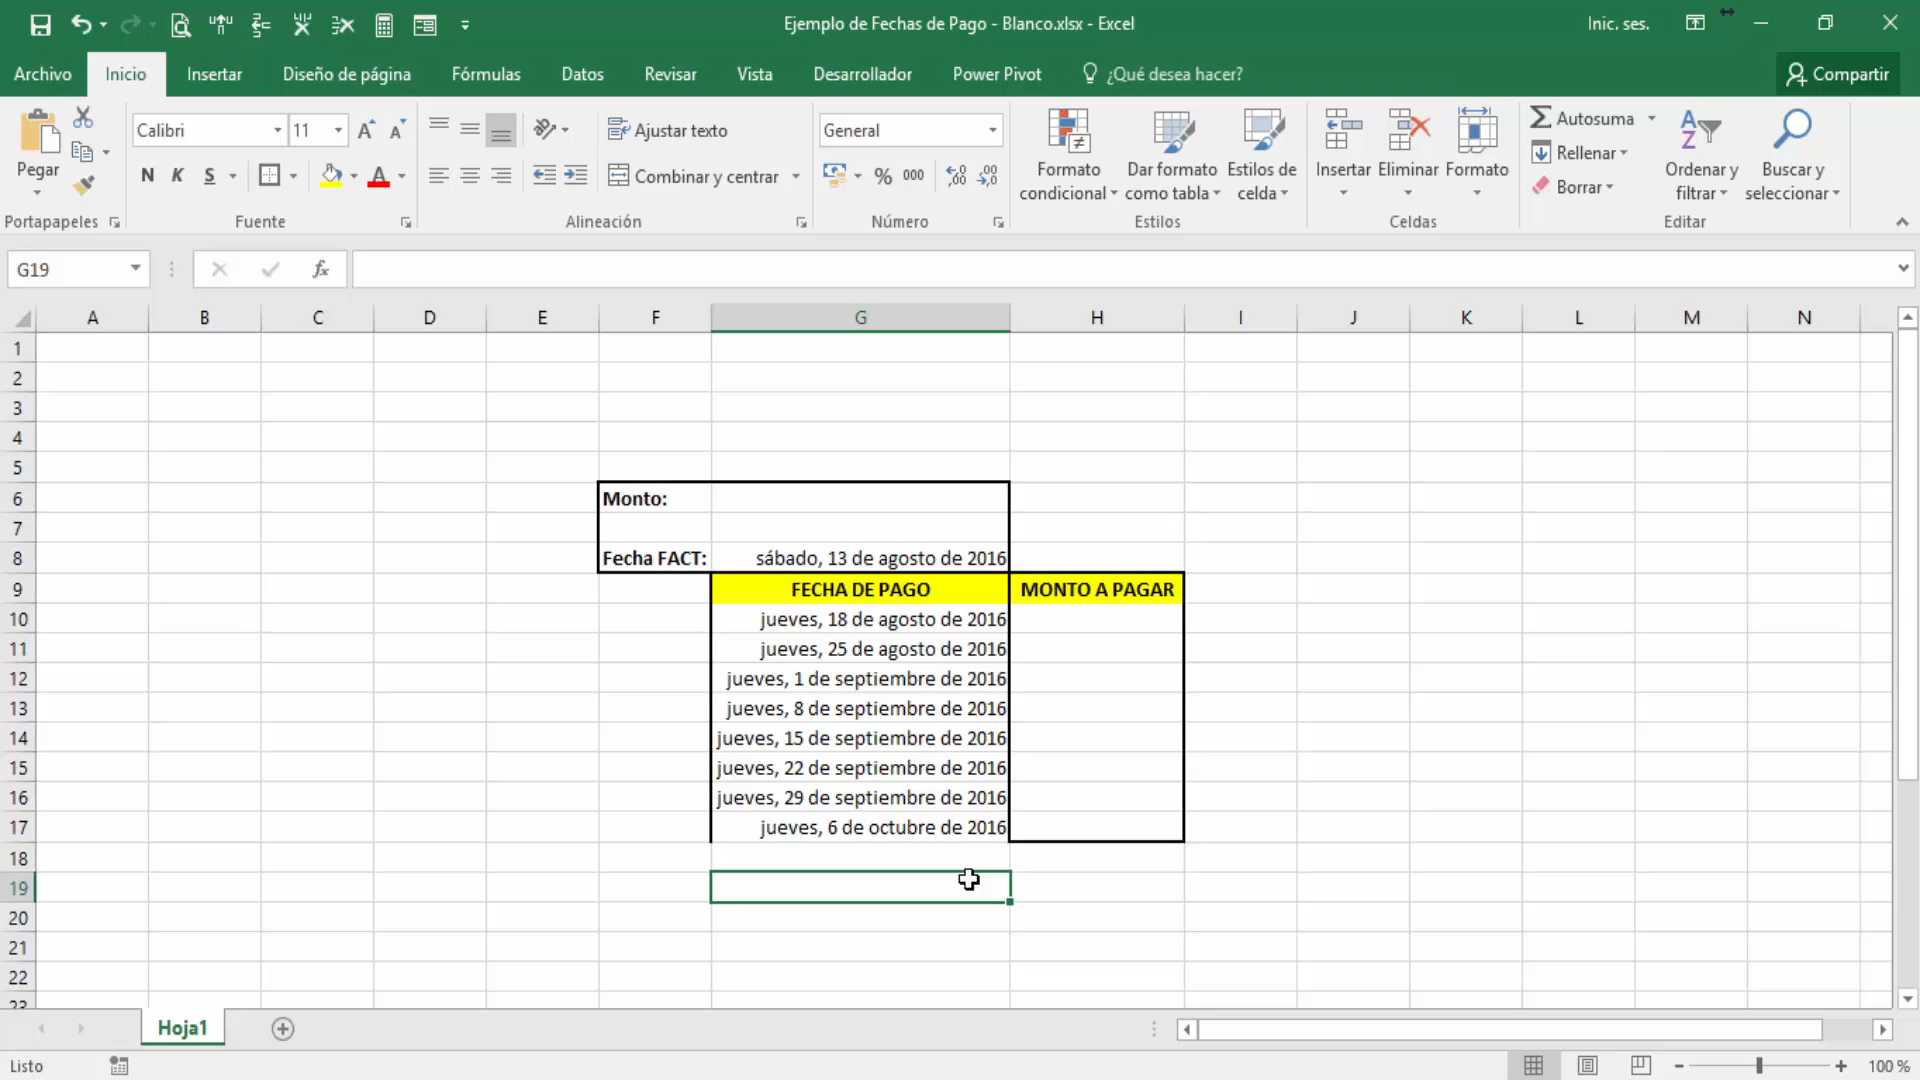 Ejemplo de Fechas de Pago - Blanco.xlsx - Excel
Inic. ses.
Archivo Inicio Insertar Diseño de página Fórmulas Datos Revisar Vista Desarrollador Power Pivot ¿Qué desea hacer? Compartir
Pegar
Calibri 11
N K S
Ajustar texto
Combinar y centrar
General
% 000
Formato condicional
Dar formato como tabla
Estilos de celda
Insertar Eliminar Formato
Autosuma
Rellenar
Borrar
Ordenar y filtrar
Buscar y seleccionar
Portapapeles Fuente Alineación Número Estilos Celdas Editar
G19 fx
A B C D E F G H I J K L M N
1
2
3
4
5
6 Monto:
7
8 Fecha FACT: sábado, 13 de agosto de 2016
9 FECHA DE PAGO MONTO A PAGAR
10 jueves, 18 de agosto de 2016
11 jueves, 25 de agosto de 2016
12 jueves, 1 de septiembre de 2016
13 jueves, 8 de septiembre de 2016
14 jueves, 15 de septiembre de 2016
15 jueves, 22 de septiembre de 2016
16 jueves, 29 de septiembre de 2016
17 jueves, 6 de octubre de 2016
18
19
20
21
22
23
Hoja1
Listo 100 %